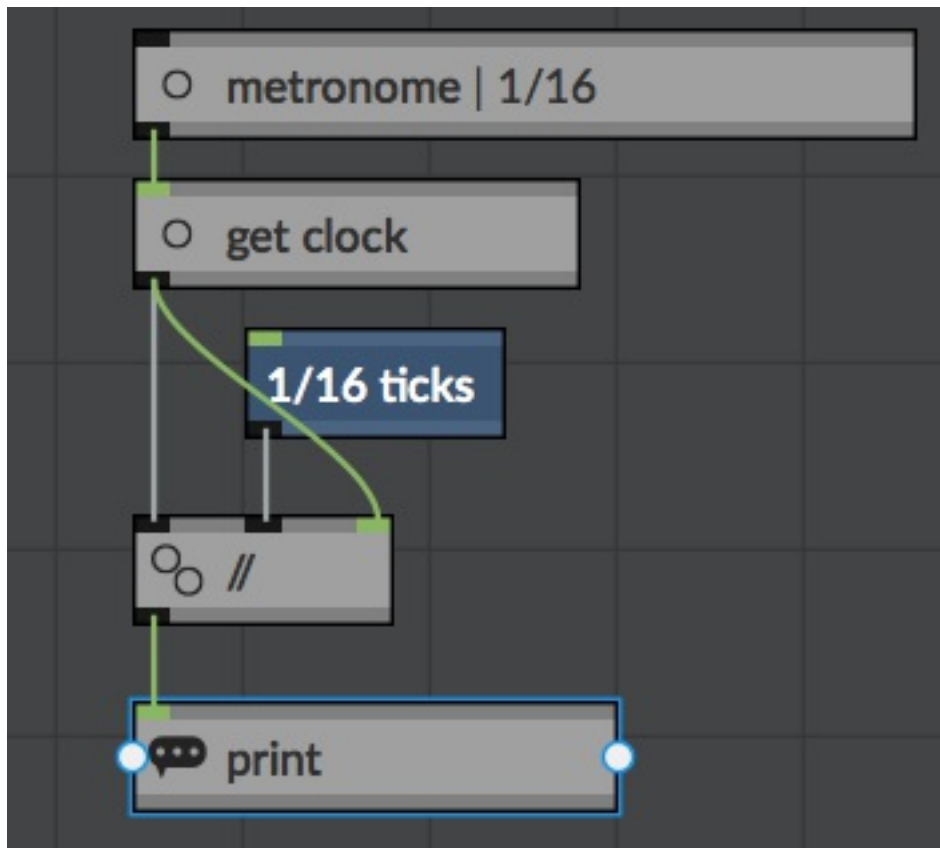 metronome | 1/16
get clock
1/16 ticks
//
print